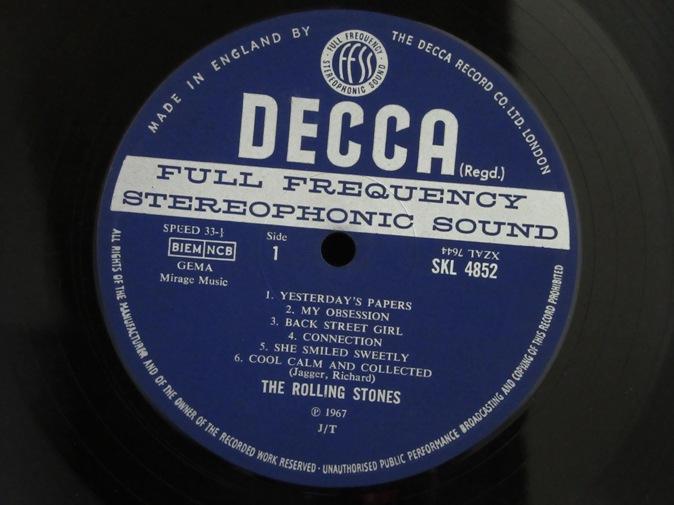 MADE IN ENGLAND BY
THE DECCA RECORD CO. LTD. LONDON
FULL FREQUENCY
FFSS
STEREOPHONIC SOUND
DECCA (Regd.)
FULL FREQUENCY
STEREOPHONIC SOUND
SPEED 33-⅓
BIEM NCB
GEMA
Mirage Music
Side
1
XZAL 7644
SKL 4852
1. YESTERDAY'S PAPERS
2. MY OBSESSION
3. BACK STREET GIRL
4. CONNECTION
5. SHE SMILED SWEETLY
6. COOL CALM AND COLLECTED
(Jagger, Richard)
THE ROLLING STONES
℗ 1967
J/T
ALL RIGHTS OF THE MANUFACTURER AND OF THE OWNER OF THE RECORDED WORK RESERVED · UNAUTHORISED PUBLIC PERFORMANCE BROADCASTING AND COPYING OF THIS RECORD PROHIBITED